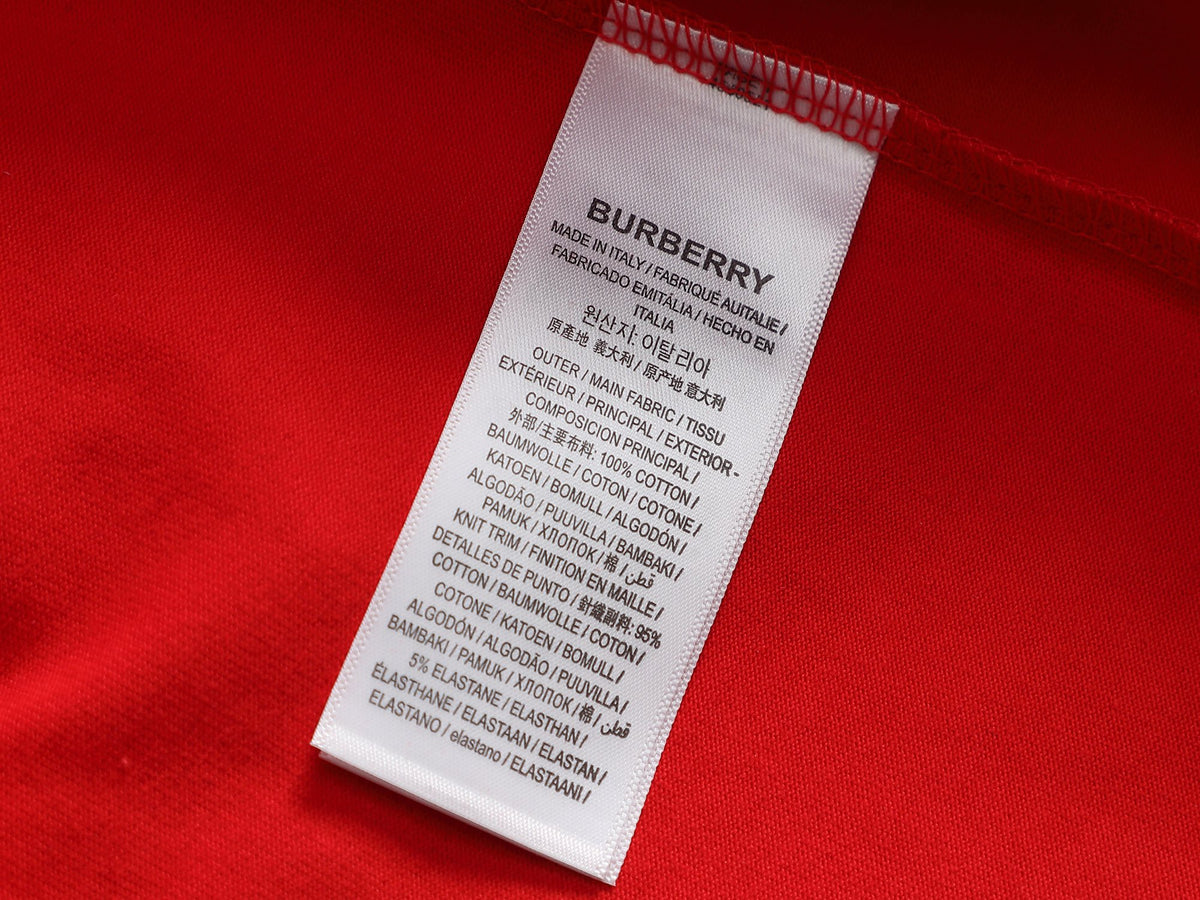 BURBERRY
MADE IN ITALY / FABRIQUÉ AUITALIE /
FABRICADO EMITÁLIA / HECHO EN
ITALIA
원산지: 이탈리아
原產地 義大利 / 原产地 意大利
OUTER / MAIN FABRIC / TISSU
EXTÉRIEUR / PRINCIPAL / EXTERIOR -
COMPOSICION PRINCIPAL /
外部/主要布料: 100% COTTON /
BAUMWOLLE / COTON / COTONE /
KATOEN / BOMULL / ALGODÓN /
ALGODÃO / PUUVILLA / BAMBAKI /
PAMUK / ХЛОПОК / 棉 / قطن
KNIT TRIM / FINITION EN MAILLE /
DETALLES DE PUNTO / 針織副料: 95%
COTTON / BAUMWOLLE / COTON /
COTONE / KATOEN / BOMULL /
ALGODÓN / ALGODÃO / PUUVILLA /
BAMBAKI / PAMUK / ХЛОПОК / 棉 / قطن
5% ELASTANE / ELASTHAN /
ÉLASTHANE / ELASTAAN / ELASTAN /
ELASTANO / elastano / ELASTAANI /